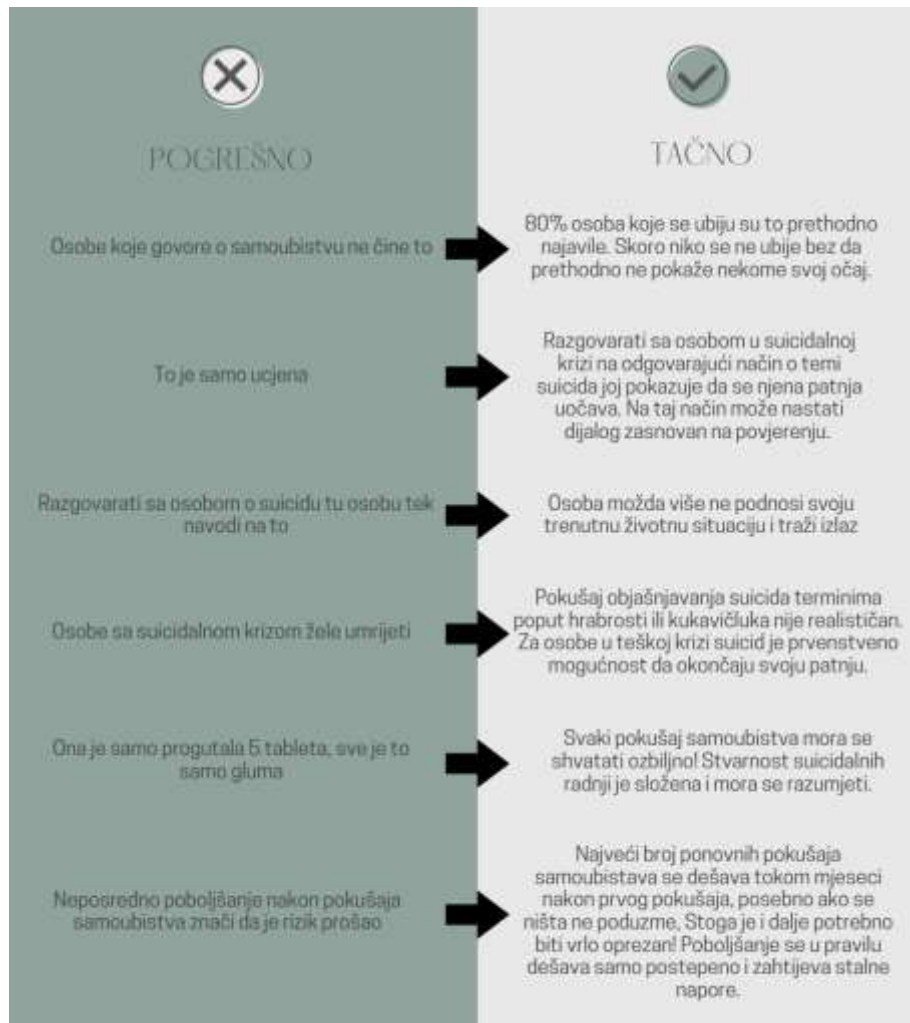 POGREŠNO
TAČNO
Osobe koje govore o samoubistvu ne čine to
80% osoba koje se ubiju su to prethodno
najavile. Skoro niko se ne ubije bez da
prethodno ne pokaže nekome svoj očaj.
To je samo ucjena
Razgovarati sa osobom u suicidalnoj
krizi na odgovarajući način o temi
suicida joj pokazuje da se njena patnja
uočava. Na taj način može nastati
dijalog zasnovan na povjerenju.
Razgovarati sa osobom o suicidu tu osobu tek
navodi na to
Osoba možda više ne podnosi svoju
trenutnu životnu situaciju i traži izlaz
Osobe sa suicidalnom krizom žele umrijeti
Pokušaj objašnjavanja suicida terminima
poput hrabrosti ili kukavičluka nije realističan.
Za osobe u teškoj krizi suicid je prvenstveno
mogućnost da okončaju svoju patnju.
Ona je samo progutala 5 tableta, sve je to
samo gluma
Svaki pokušaj samoubistva mora se
shvatati ozbiljno! Stvarnost suicidalnih
radnji je složena i mora se razumjeti.
Neposredno poboljšanje nakon pokušaja
samoubistva znači da je rizik prošao
Najveći broj ponovnih pokušaja
samoubistava se dešava tokom mjeseci
nakon prvog pokušaja, posebno ako se
ništa ne poduzme. Stoga je i dalje potrebno
biti vrlo oprezan! Poboljšanje se u pravilu
dešava samo postepeno i zahtijeva stalne
napore.